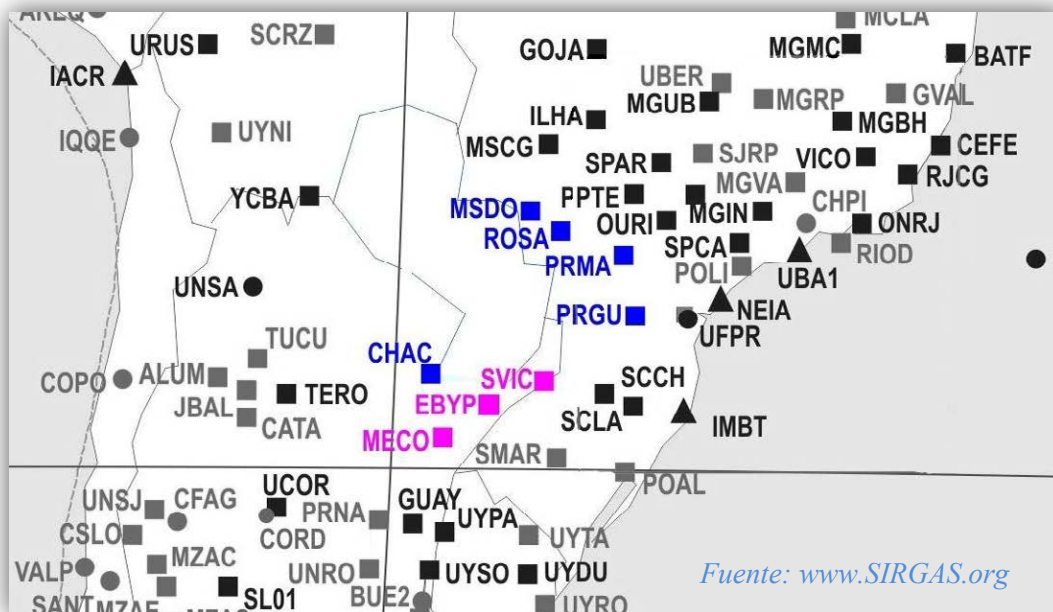 AREQ
MCLA
URUS
SCRZ
GOJA
MGMC
BATF
IACR
UBER
MGUB
MGRP
GVAL
ILHA
MGBH
IQQE
UYNI
MSCG
SPAR
SJRP
VICO
CEFE
YCBA
PPTE
MGVA
RJCG
MSDO
OURI
MGIN
CHPI
ONRJ
ROSA
SPCA
PRMA
POLI
UBA1
RIOD
UNSA
PRGU
NEIA
UFPR
TUCU
CHAC
COPO
ALUM
SVIC
SCCH
JBAL
TERO
EBYP
SCLA
IMBT
CATA
MECO
SMAR
POAL
UCOR
UNSJ
CFAG
PRNA
GUAY
CSLO
CORD
UYPA
UYTA
VALP
MZAC
UNRO
UYSO
UYDU
Fuente: www.SIRGAS.org
SANT
MZAE
SL01
BUE2
UYRO